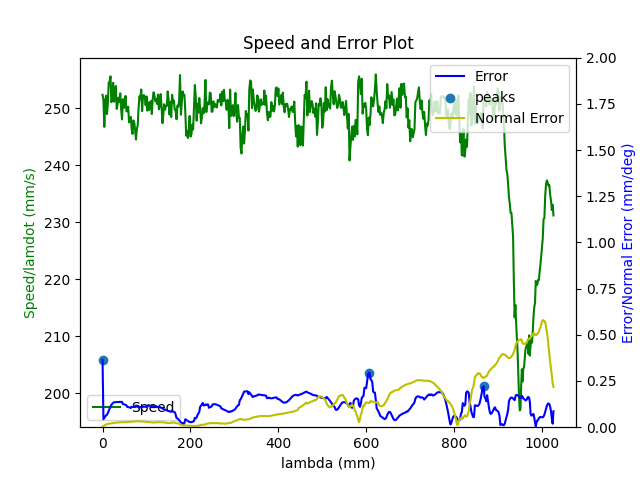 Speed and Error Plot
Error
peaks
Normal Error
Speed
Speed/lamdot (mm/s)
250
240
230
220
210
200
Error/Normal Error (mm/deg)
2.00
1.75
1.50
1.25
1.00
0.75
0.50
0.25
0.00
0 200 400 600 800 1000
lambda (mm)